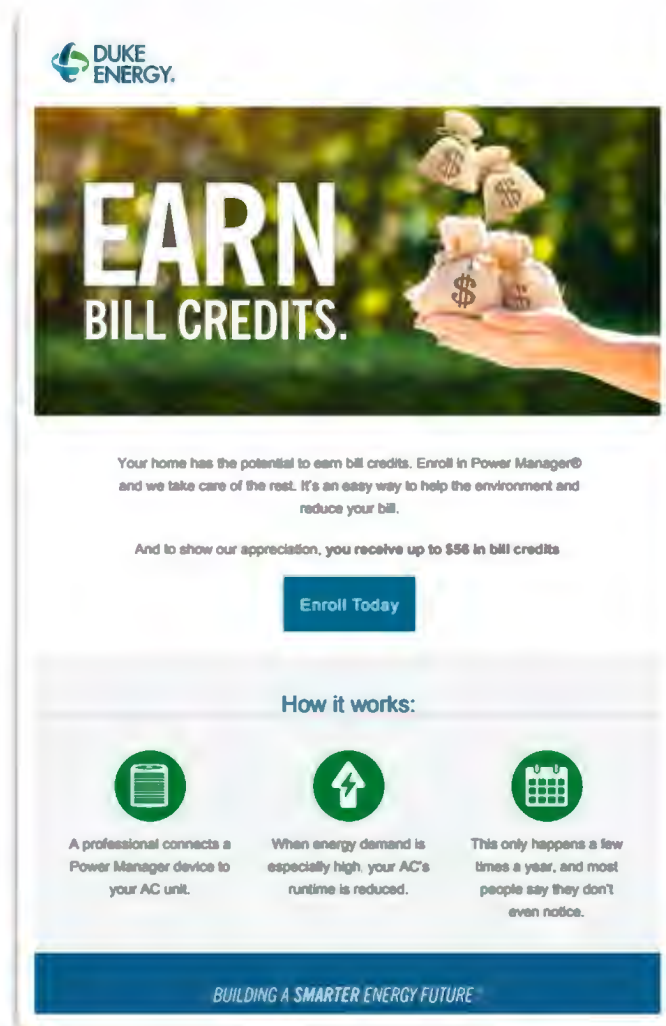 DUKE
ENERGY.
EARN
BILL CREDITS.
$
$
$
$
Your home has the potential to earn bill credits. Enroll in Power Manager®
and we take care of the rest. It's an easy way to help the environment and
reduce your bill.
And to show our appreciation, you receive up to $56 in bill credits
Enroll Today
How it works:
A professional connects a
Power Manager device to
your AC unit.
When energy demand is
especially high, your AC's
runtime is reduced.
This only happens a few
times a year, and most
people say they don't
even notice.
BUILDING A SMARTER ENERGY FUTURE